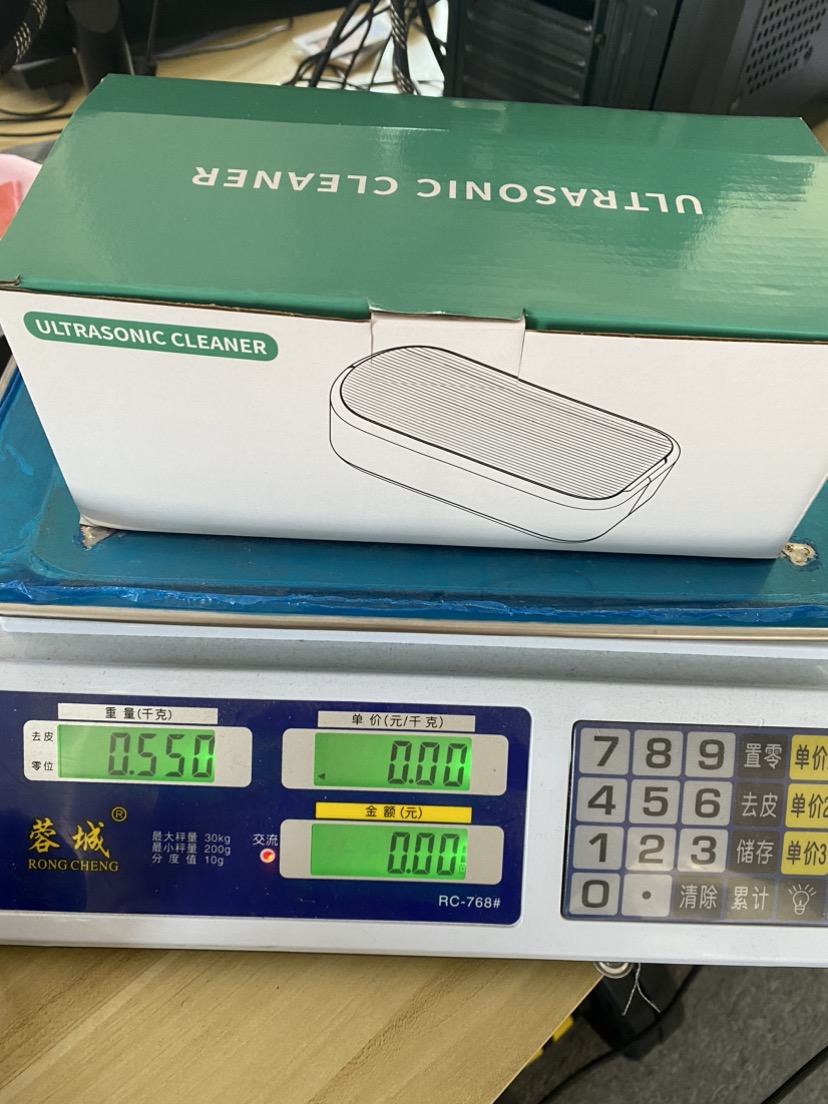 ULTRASONIC CLEANER
ULTRASONIC CLEANER
重量(千克)
单价(元/千克)
去皮
零位
0.550
0.00
金额(元)
0.00
蓉城®
RONG CHENG
最大秤量 30kg
最小秤量 200g
分度值 10g
交流
RC-768#
7 8 9 置零 单价
4 5 6 去皮 单价2
1 2 3 储存 单价3
0 · 清除 累计